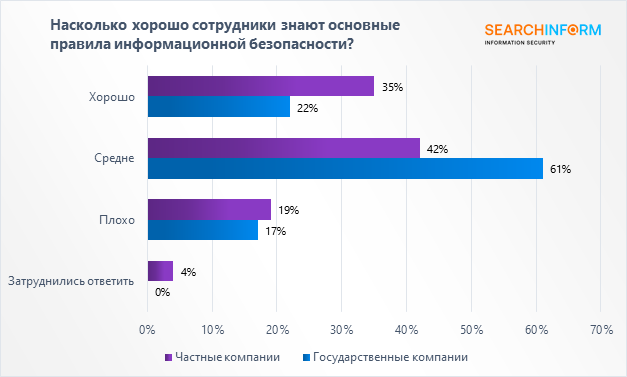 Насколько хорошо сотрудники знают основные
правила информационной безопасности?
SEARCHINFORM
INFORMATION SECURITY
Хорошо
35%
22%
Средне
42%
61%
Плохо
19%
17%
Затруднились ответить
4%
0%
0% 10% 20% 30% 40% 50% 60% 70%
Частные компании Государственные компании